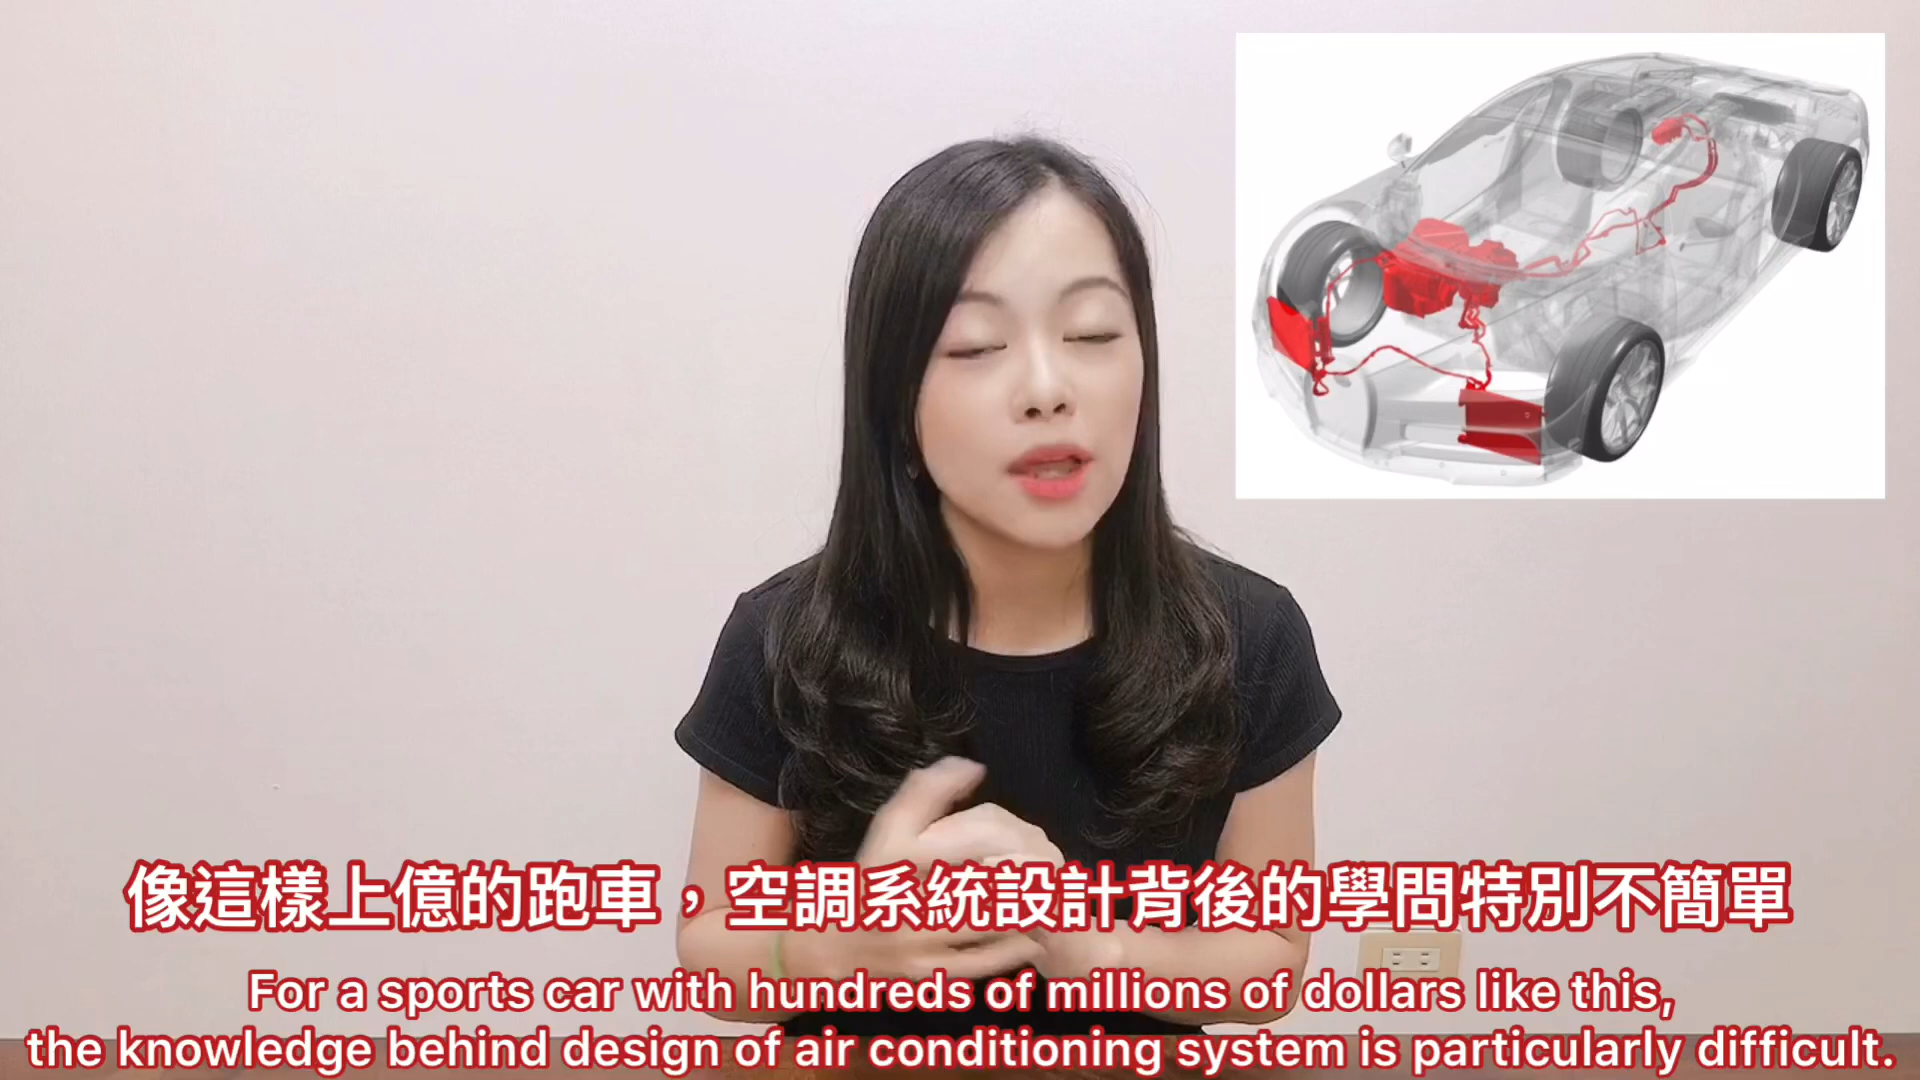 像這樣上億的跑車，空調系統設計背後的學問特別不簡單
For a sports car with hundreds of millions of dollars like this,
the knowledge behind design of air conditioning system is particularly difficult.